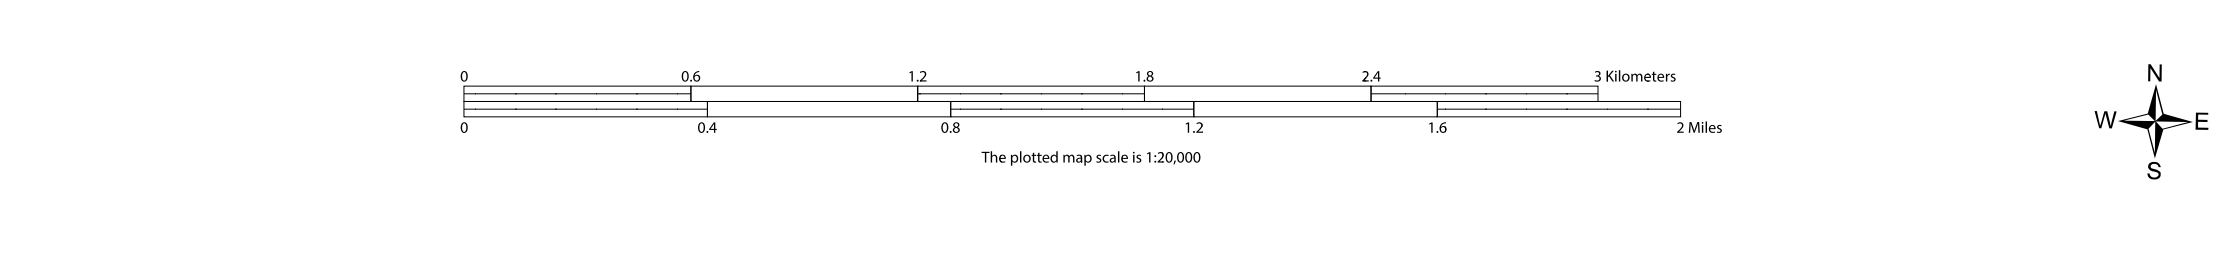 0 0.6 1.2 1.8 2.4 3 Kilometers
0 0.4 0.8 1.2 1.6 2 Miles
The plotted map scale is 1:20,000
N
W E
S